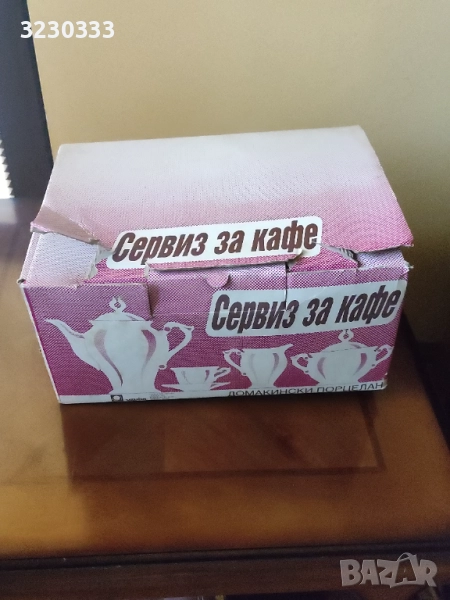 3230333
Сервиз за кафе
Сервиз за кафе
ДОМАКИНСКИ ПОРЦЕЛАН
BAZAR